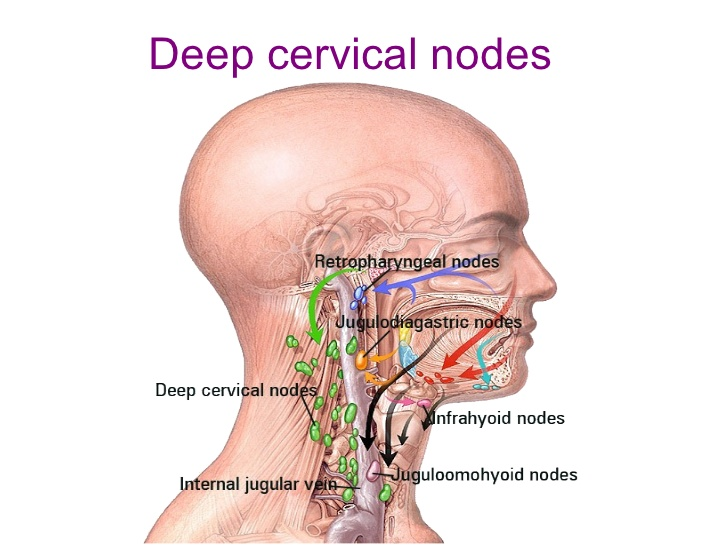 Deep cervical nodes
Retropharyngeal nodes
Jugulodiagastric nodes
Deep cervical nodes
Infrahyoid nodes
Juguloomohyoid nodes
Internal jugular vein